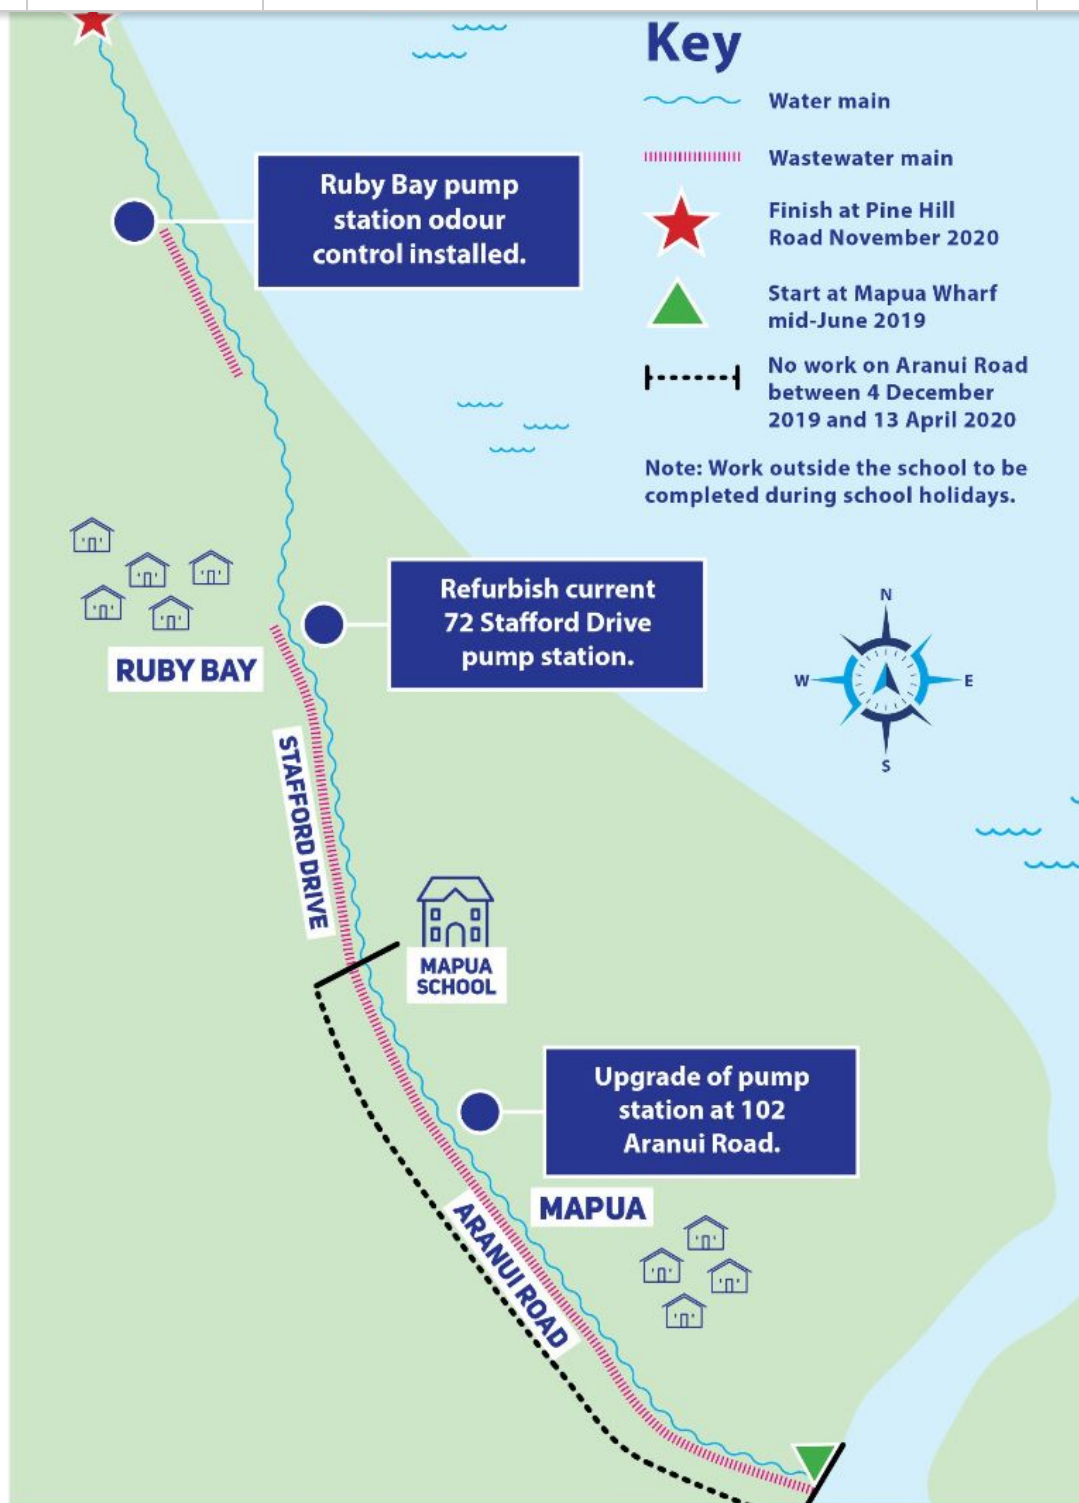 Key
Water main
Wastewater main
Finish at Pine Hill
Road November 2020
Start at Mapua Wharf
mid-June 2019
No work on Aranui Road
between 4 December
2019 and 13 April 2020
Note: Work outside the school to be
completed during school holidays.
Ruby Bay pump
station odour
control installed.
Refurbish current
72 Stafford Drive
pump station.
N
W
E
S
RUBY BAY
STAFFORD DRIVE
MAPUA
SCHOOL
Upgrade of pump
station at 102
Aranui Road.
MAPUA
ARANUI ROAD